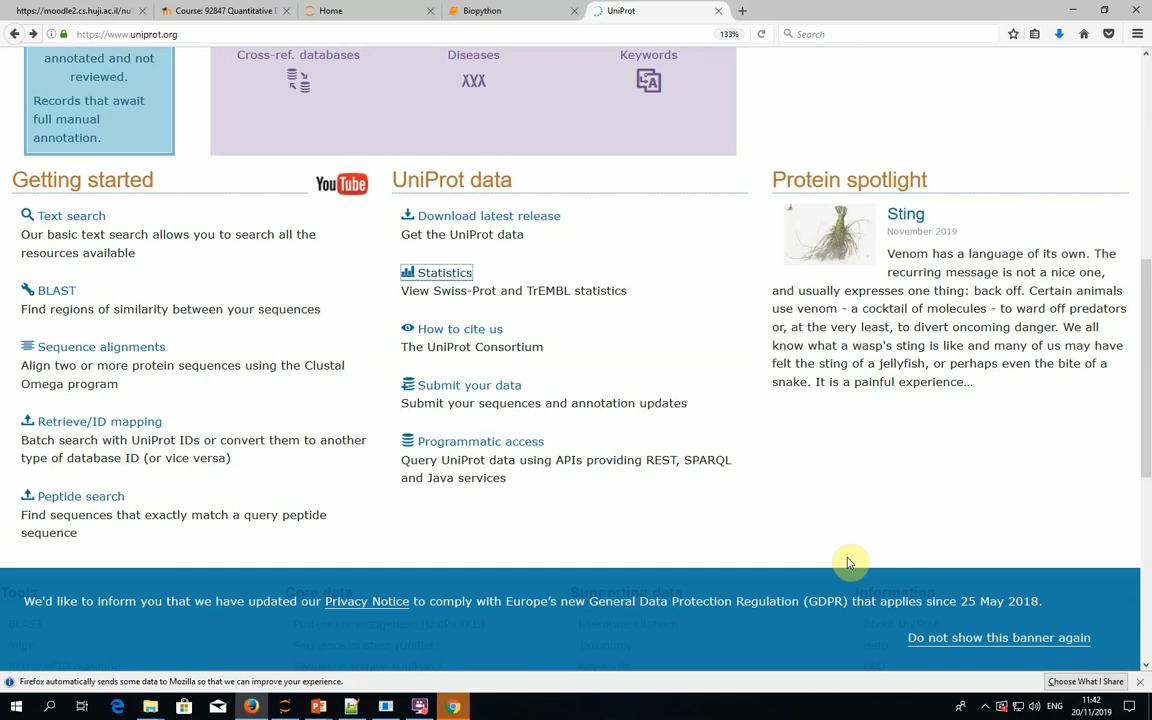 https://moodle2.cs.huji.ac.il/nu
Course: 92847 Quantitative
Home
Biopython
UniProt
https://www.uniprot.org
133%
Search
annotated and not
reviewed.
Records that await
full manual
annotation.
Cross-ref. databases
Diseases
Keywords
XXX
A
Getting started
YouTube
Text search
Our basic text search allows you to search all the
resources available
BLAST
Find regions of similarity between your sequences
Sequence alignments
Align two or more protein sequences using the Clustal
Omega program
Retrieve/ID mapping
Batch search with UniProt IDs or convert them to another
type of database ID (or vice versa)
Peptide search
Find sequences that exactly match a query peptide
sequence
UniProt data
Download latest release
Get the UniProt data
Statistics
View Swiss-Prot and TrEMBL statistics
How to cite us
The UniProt Consortium
Submit your data
Submit your sequences and annotation updates
Programmatic access
Query UniProt data using APIs providing REST, SPARQL
and Java services
Protein spotlight
Sting
November 2019
Venom has a language of its own. The
recurring message is not a nice one,
and usually expresses one thing: back off. Certain animals
use venom - a cocktail of molecules - to ward off predators
or, at the very least, to divert oncoming danger. We all
know what a wasp's sting is like and many of us may have
felt the sting of a jellyfish, or perhaps even the bite of a
snake. It is a painful experience...
Tools
Core data
Supporting data
Information
We'd like to inform you that we have updated our Privacy Notice to comply with Europe's new General Data Protection Regulation (GDPR) that applies since 25 May 2018.
BLAST
Do not show this banner again
Firefox automatically sends some data to Mozilla so that we can improve your experience.
Choose What I Share
ENG
11:42
20/11/2019